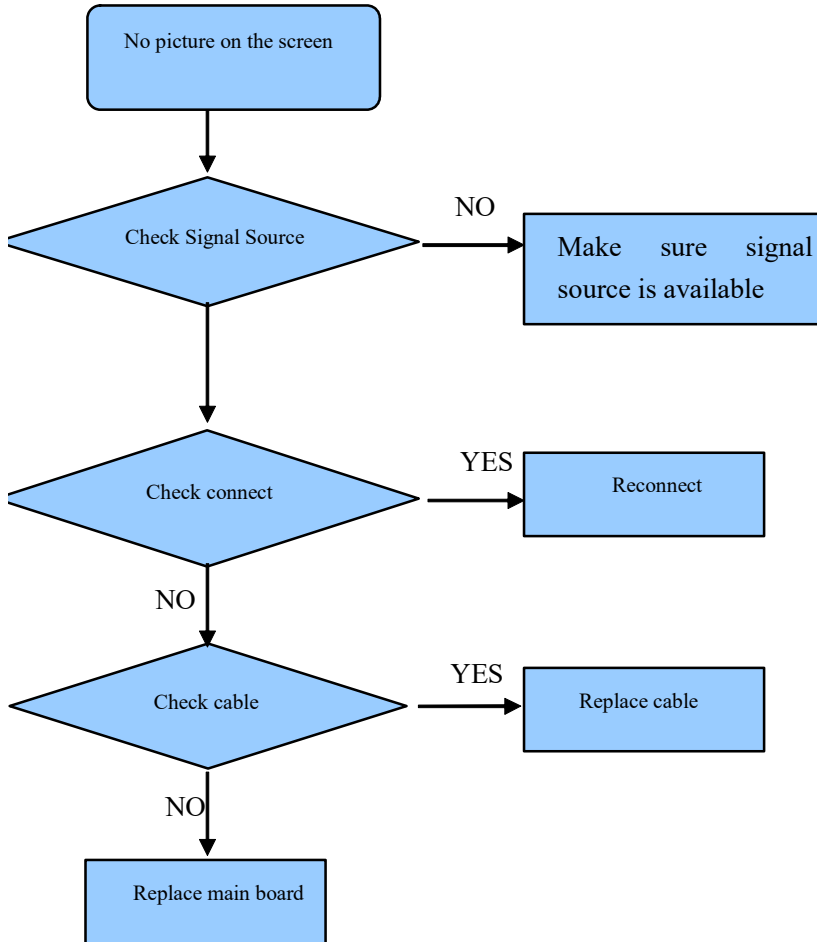 No picture on the screen
Check Signal Source
NO
Make sure signal
source is available
Check connect
YES
Reconnect
NO
Check cable
YES
Replace cable
NO
Replace main board